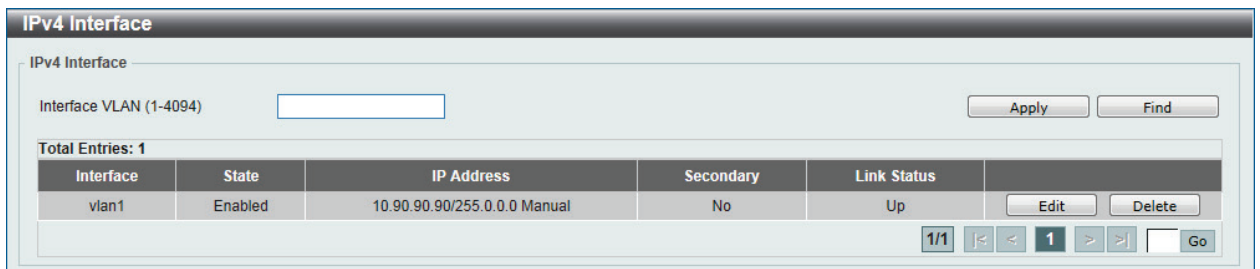 IPv4 Interface
IPv4 Interface
Interface VLAN (1-4094) Apply Find
Total Entries: 1
Interface State IP Address Secondary Link Status
vlan1 Enabled 10.90.90.90/255.0.0.0 Manual No Up Edit Delete
1/1 |< < 1 > >| Go